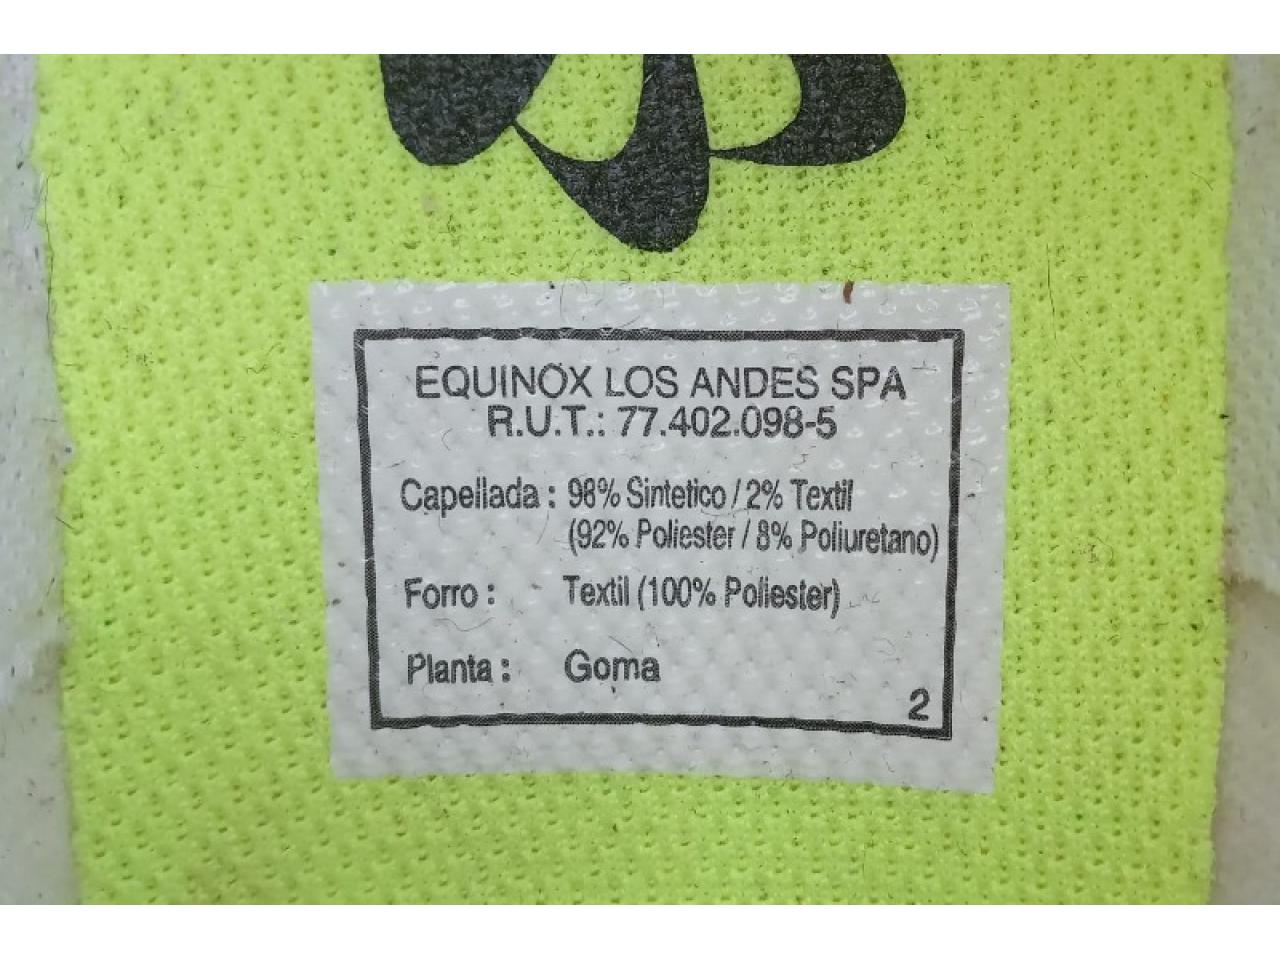 EQUINOX LOS ANDES SPA
R.U.T.: 77.402.098-5
Capellada : 98% Sintetico / 2% Textil
(92% Poliester / 8% Poliuretano)
Forro : Textil (100% Poliester)
Planta : Goma
2